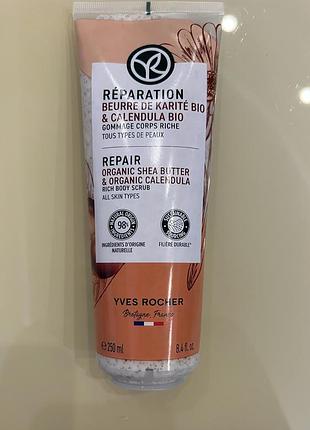 RÉPARATION
BEURRE DE KARITÉ BIO
& CALENDULA BIO
GOMMAGE CORPS RICHE
TOUS TYPES DE PEAUX
REPAIR
ORGANIC SHEA BUTTER
& ORGANIC CALENDULA
RICH BODY SCRUB
ALL SKIN TYPES
98%
INGRÉDIENTS D'ORIGINE
NATURELLE
FILIÈRE DURABLE*
YVES ROCHER
Bretagne, France
e 250 ml
8.4 fl. oz